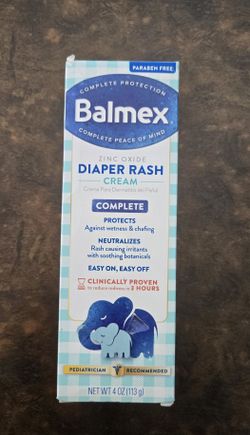 PARABEN FREE
COMPLETE PROTECTION
Balmex
COMPLETE PEACE OF MIND
ZINC OXIDE
DIAPER RASH
CREAM
Crema Para Dermatitis del Pañal
COMPLETE
PROTECTS
Against wetness & chafing
NEUTRALIZES
Rash causing irritants
with soothing botanicals
EASY ON, EASY OFF
CLINICALLY PROVEN
to reduce redness in 2 HOURS
PEDIATRICIAN RECOMMENDED
NET WT 4 OZ (113 g)